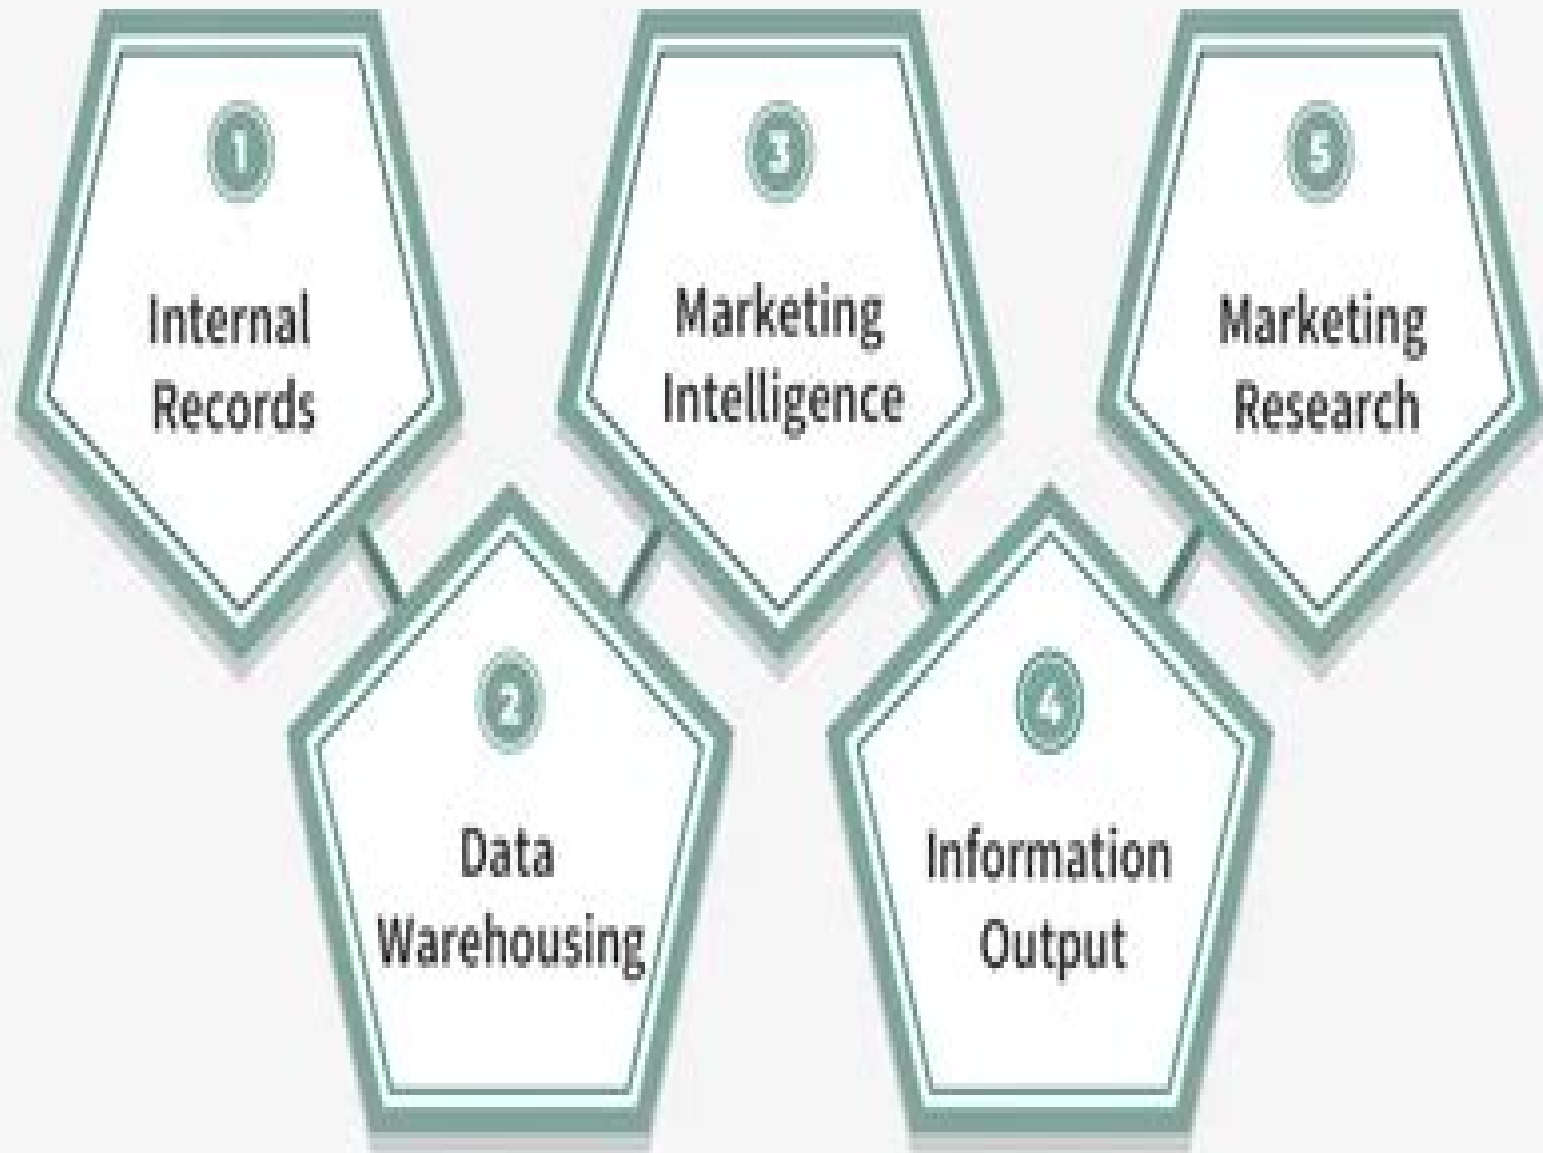 1
Internal
Records
2
Data
Warehousing
3
Marketing
Intelligence
4
Information
Output
5
Marketing
Research